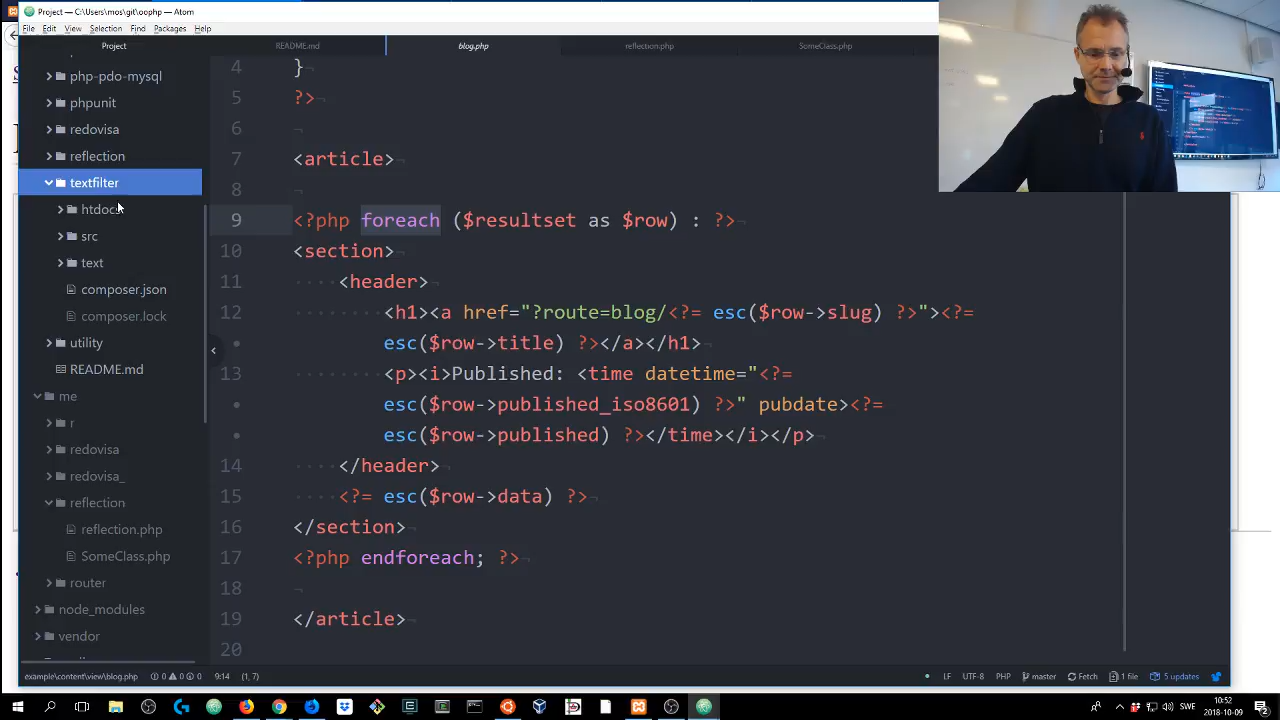 Project — C:\Users\mos\git\oophp — Atom
File Edit View Selection Find Packages Help
Project
README.md
blog.php
reflection.php
SomeClass.php
php-pdo-mysql
phpunit
redovisa
reflection
textfilter
htdocs
src
text
composer.json
composer.lock
utility
README.md
me
r
redovisa
redovisa_
reflection
reflection.php
SomeClass.php
router
node_modules
vendor
4 }
5 ?>
6
7 <article>
8
9 <?php foreach ($resultset as $row) : ?>
10 <section>
11 <header>
12 <h1><a href="?route=blog/<?= esc($row->slug) ?>"><?=
esc($row->title) ?></a></h1>
13 <p><i>Published: <time datetime="<?=
esc($row->published_iso8601) ?>" pubdate><?=
esc($row->published) ?></time></i></p>
14 </header>
15 <?= esc($row->data) ?>
16 </section>
17 <?php endforeach; ?>
18
19 </article>
20
example\content\view\blog.php 0 0 0 9:14 (1, 7)
LF UTF-8 PHP master Fetch 1 file 5 updates
SWE
10:52
2018-10-09